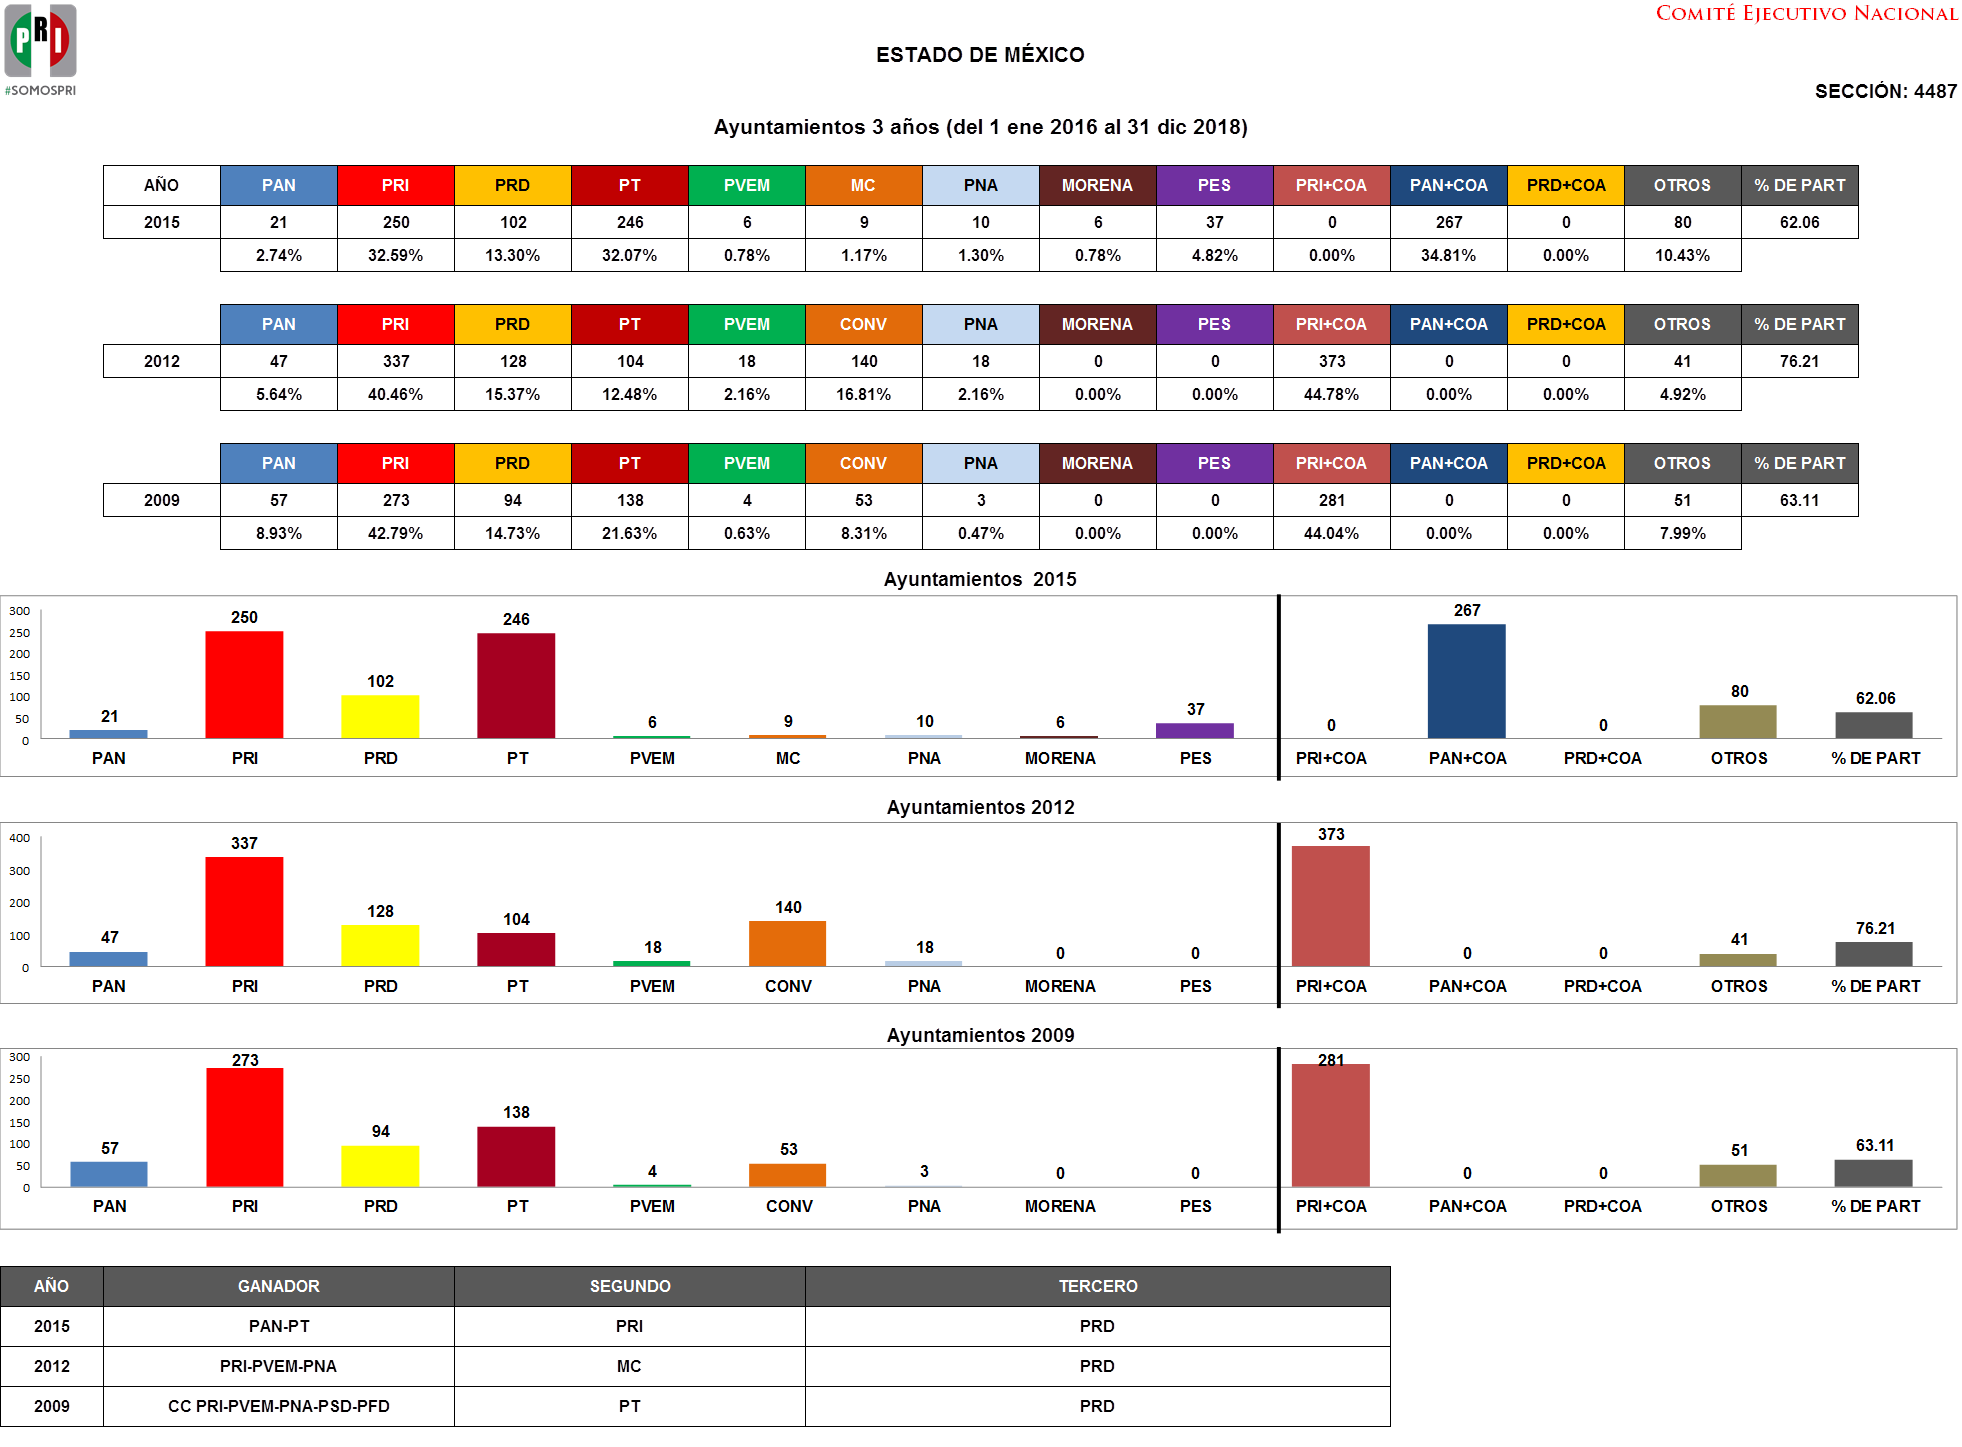 PRI
#SOMOSPRI
COMITÉ EJECUTIVO NACIONAL
ESTADO DE MÉXICO
SECCIÓN: 4487
Ayuntamientos 3 años (del 1 ene 2016 al 31 dic 2018)
AÑO PAN PRI PRD PT PVEM MC PNA MORENA PES PRI+COA PAN+COA PRD+COA OTROS % DE PART
2015 21 250 102 246 6 9 10 6 37 0 267 0 80 62.06
2.74% 32.59% 13.30% 32.07% 0.78% 1.17% 1.30% 0.78% 4.82% 0.00% 34.81% 0.00% 10.43%
PAN PRI PRD PT PVEM CONV PNA MORENA PES PRI+COA PAN+COA PRD+COA OTROS % DE PART
2012 47 337 128 104 18 140 18 0 0 373 0 0 41 76.21
5.64% 40.46% 15.37% 12.48% 2.16% 16.81% 2.16% 0.00% 0.00% 44.78% 0.00% 0.00% 4.92%
PAN PRI PRD PT PVEM CONV PNA MORENA PES PRI+COA PAN+COA PRD+COA OTROS % DE PART
2009 57 273 94 138 4 53 3 0 0 281 0 0 51 63.11
8.93% 42.79% 14.73% 21.63% 0.63% 8.31% 0.47% 0.00% 0.00% 44.04% 0.00% 0.00% 7.99%
Ayuntamientos 2015
300
250
200
150
100
50
0
21 250 102 246 6 9 10 6 37 0 267 0 80 62.06
PAN PRI PRD PT PVEM MC PNA MORENA PES PRI+COA PAN+COA PRD+COA OTROS % DE PART
Ayuntamientos 2012
400
300
200
100
0
47 337 128 104 18 140 18 0 0 373 0 0 41 76.21
PAN PRI PRD PT PVEM CONV PNA MORENA PES PRI+COA PAN+COA PRD+COA OTROS % DE PART
Ayuntamientos 2009
300
250
200
150
100
50
0
57 273 94 138 4 53 3 0 0 281 0 0 51 63.11
PAN PRI PRD PT PVEM CONV PNA MORENA PES PRI+COA PAN+COA PRD+COA OTROS % DE PART
AÑO GANADOR SEGUNDO TERCERO
2015 PAN-PT PRI PRD
2012 PRI-PVEM-PNA MC PRD
2009 CC PRI-PVEM-PNA-PSD-PFD PT PRD